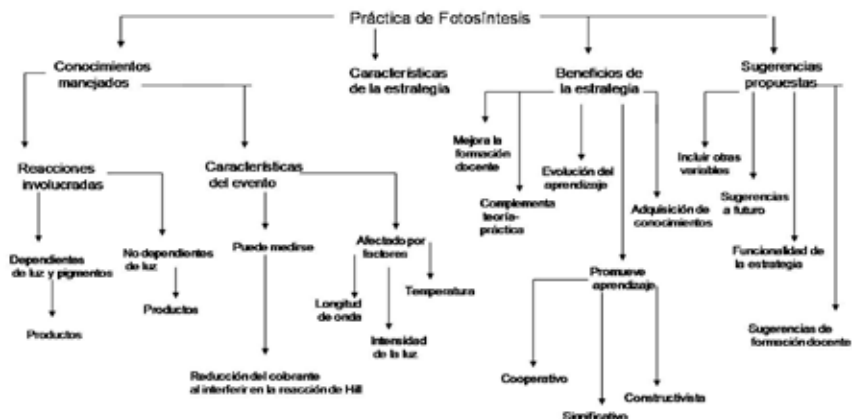 Práctica de Fotosíntesis
Conocimientos
manejados
Características
de la estrategia
Beneficios de
la estrategia
Sugerencias
propuestas
Reacciones
involucradas
Características
del evento
Mejora la
formación
docente
Complementa
teoría-
práctica
Evolución del
aprendizaje
Adquisición de
conocimientos
Incluir otras
variables
Sugerencias
a futuro
Funcionalidad de
la estrategia
Sugerencias de
formación docente
Dependientes
de luz y pigmentos
No dependientes
de luz
Puede medirse
Afectado por
factores
Productos
Productos
Longitud
de onda
Intensidad
de la luz
Temperatura
Promueve
aprendizaje
Reducción del colorante
al interferir en la reacción de Hill
Cooperativo
Significativo
Constructivista